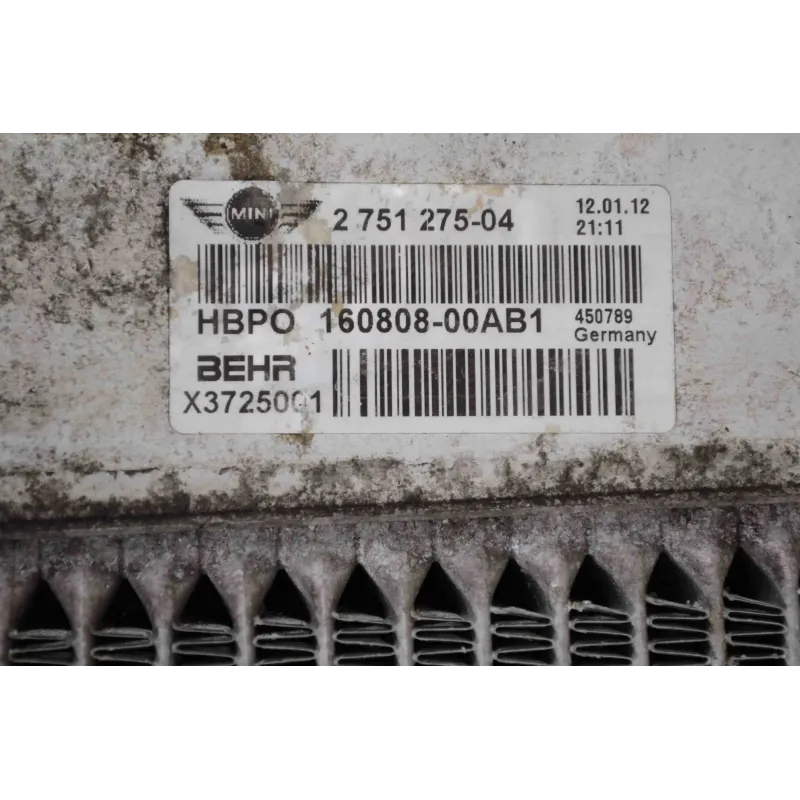 MINI 2 751 275-04 12.01.12
21:11
HBPO 160808-00AB1 450789
Germany
BEHR
X3725001